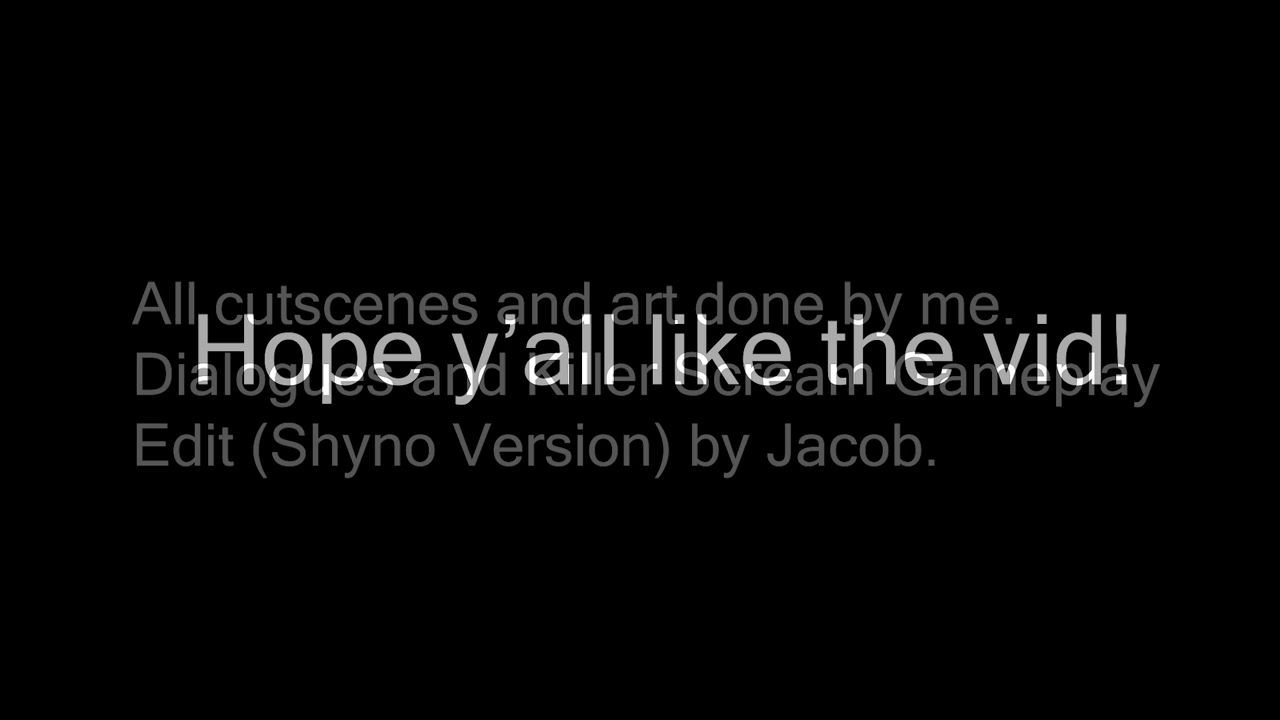 All cutscenes and art done by me.
Hope y’all like the vid!
Dialogues and Killer Scream Gameplay
Edit (Shyno Version) by Jacob.